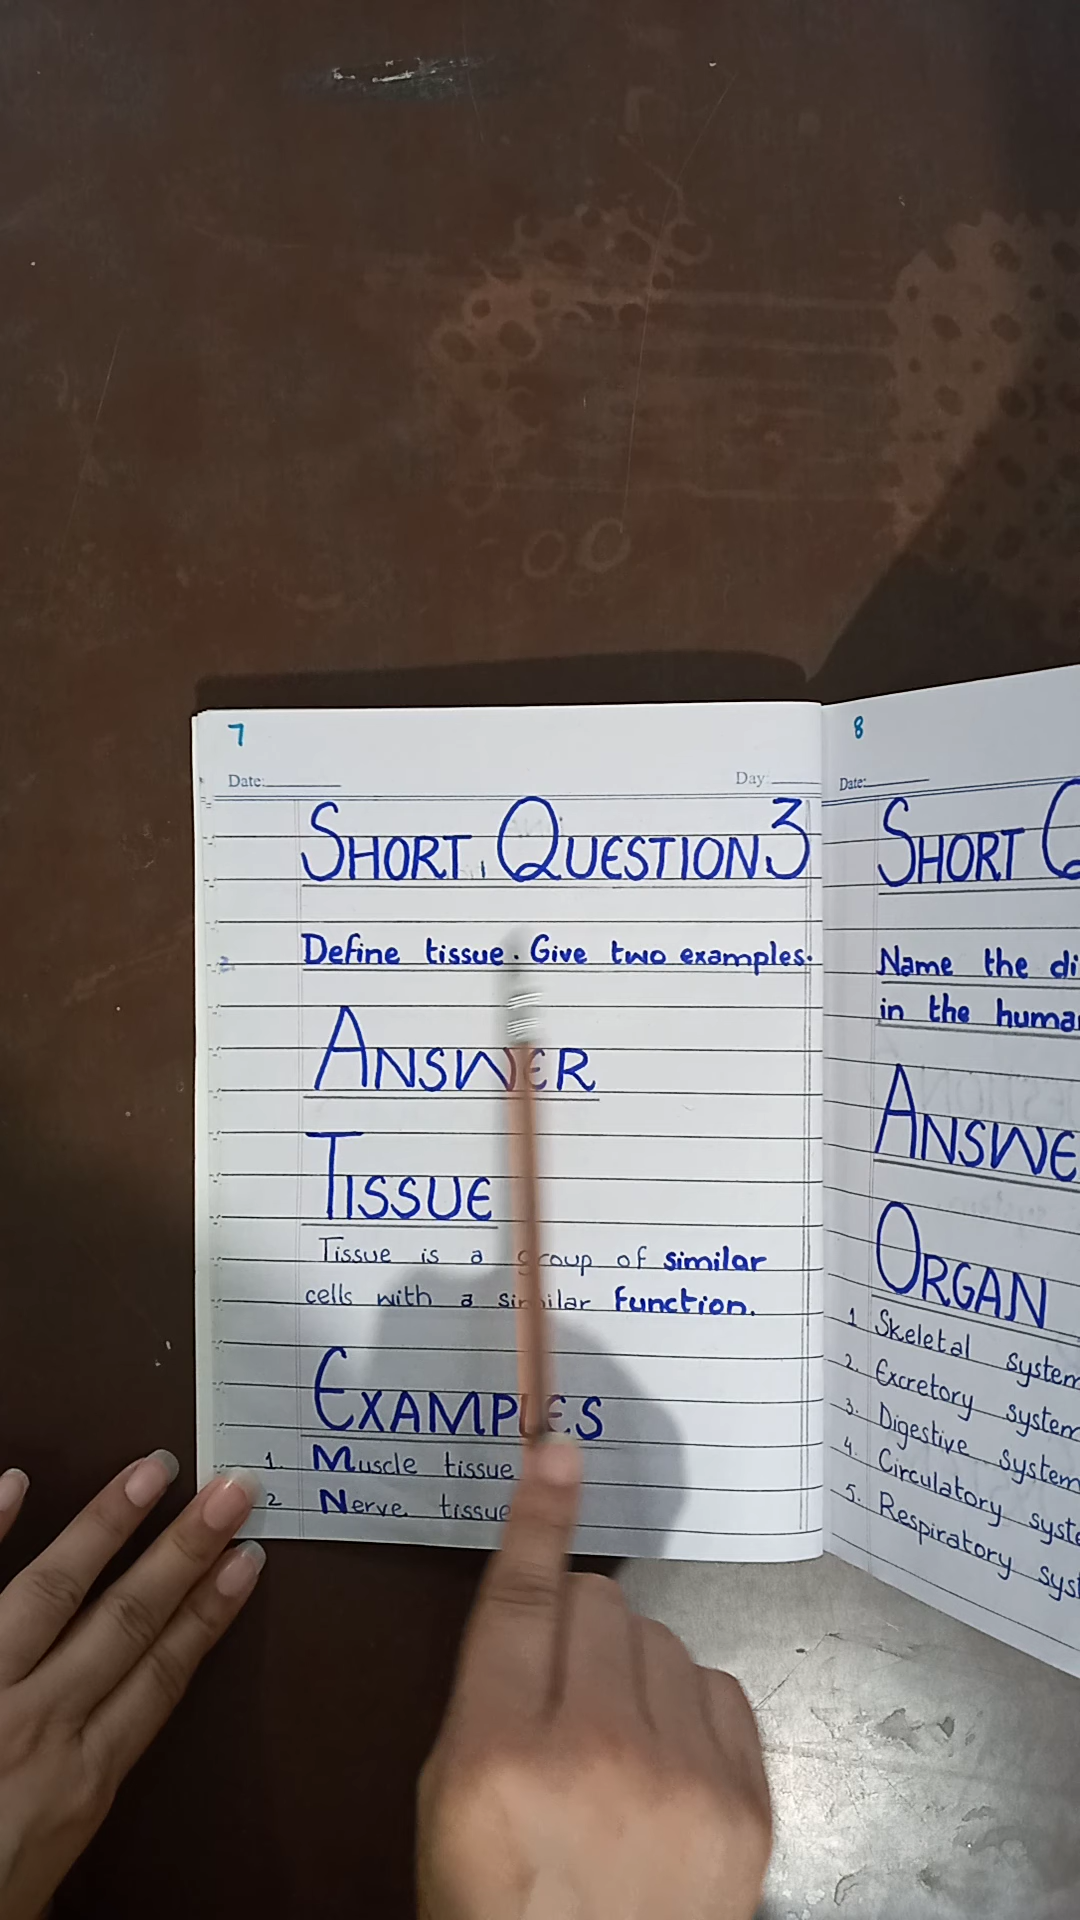 7
Date:
Day:
SHORT QUESTION 3
Define tissue. Give two examples.
ANSWER
TISSUE
Tissue is a group of similar
cells with a similar function.
EXAMPLES
1. Muscle tissue
2 Nerve tissue
8
Date:
SHORT
Name the
in the
ORGAN
1 Skeletal system
2. Excretory system
3. Digestive system
4. Circulatory
5. Respiratory